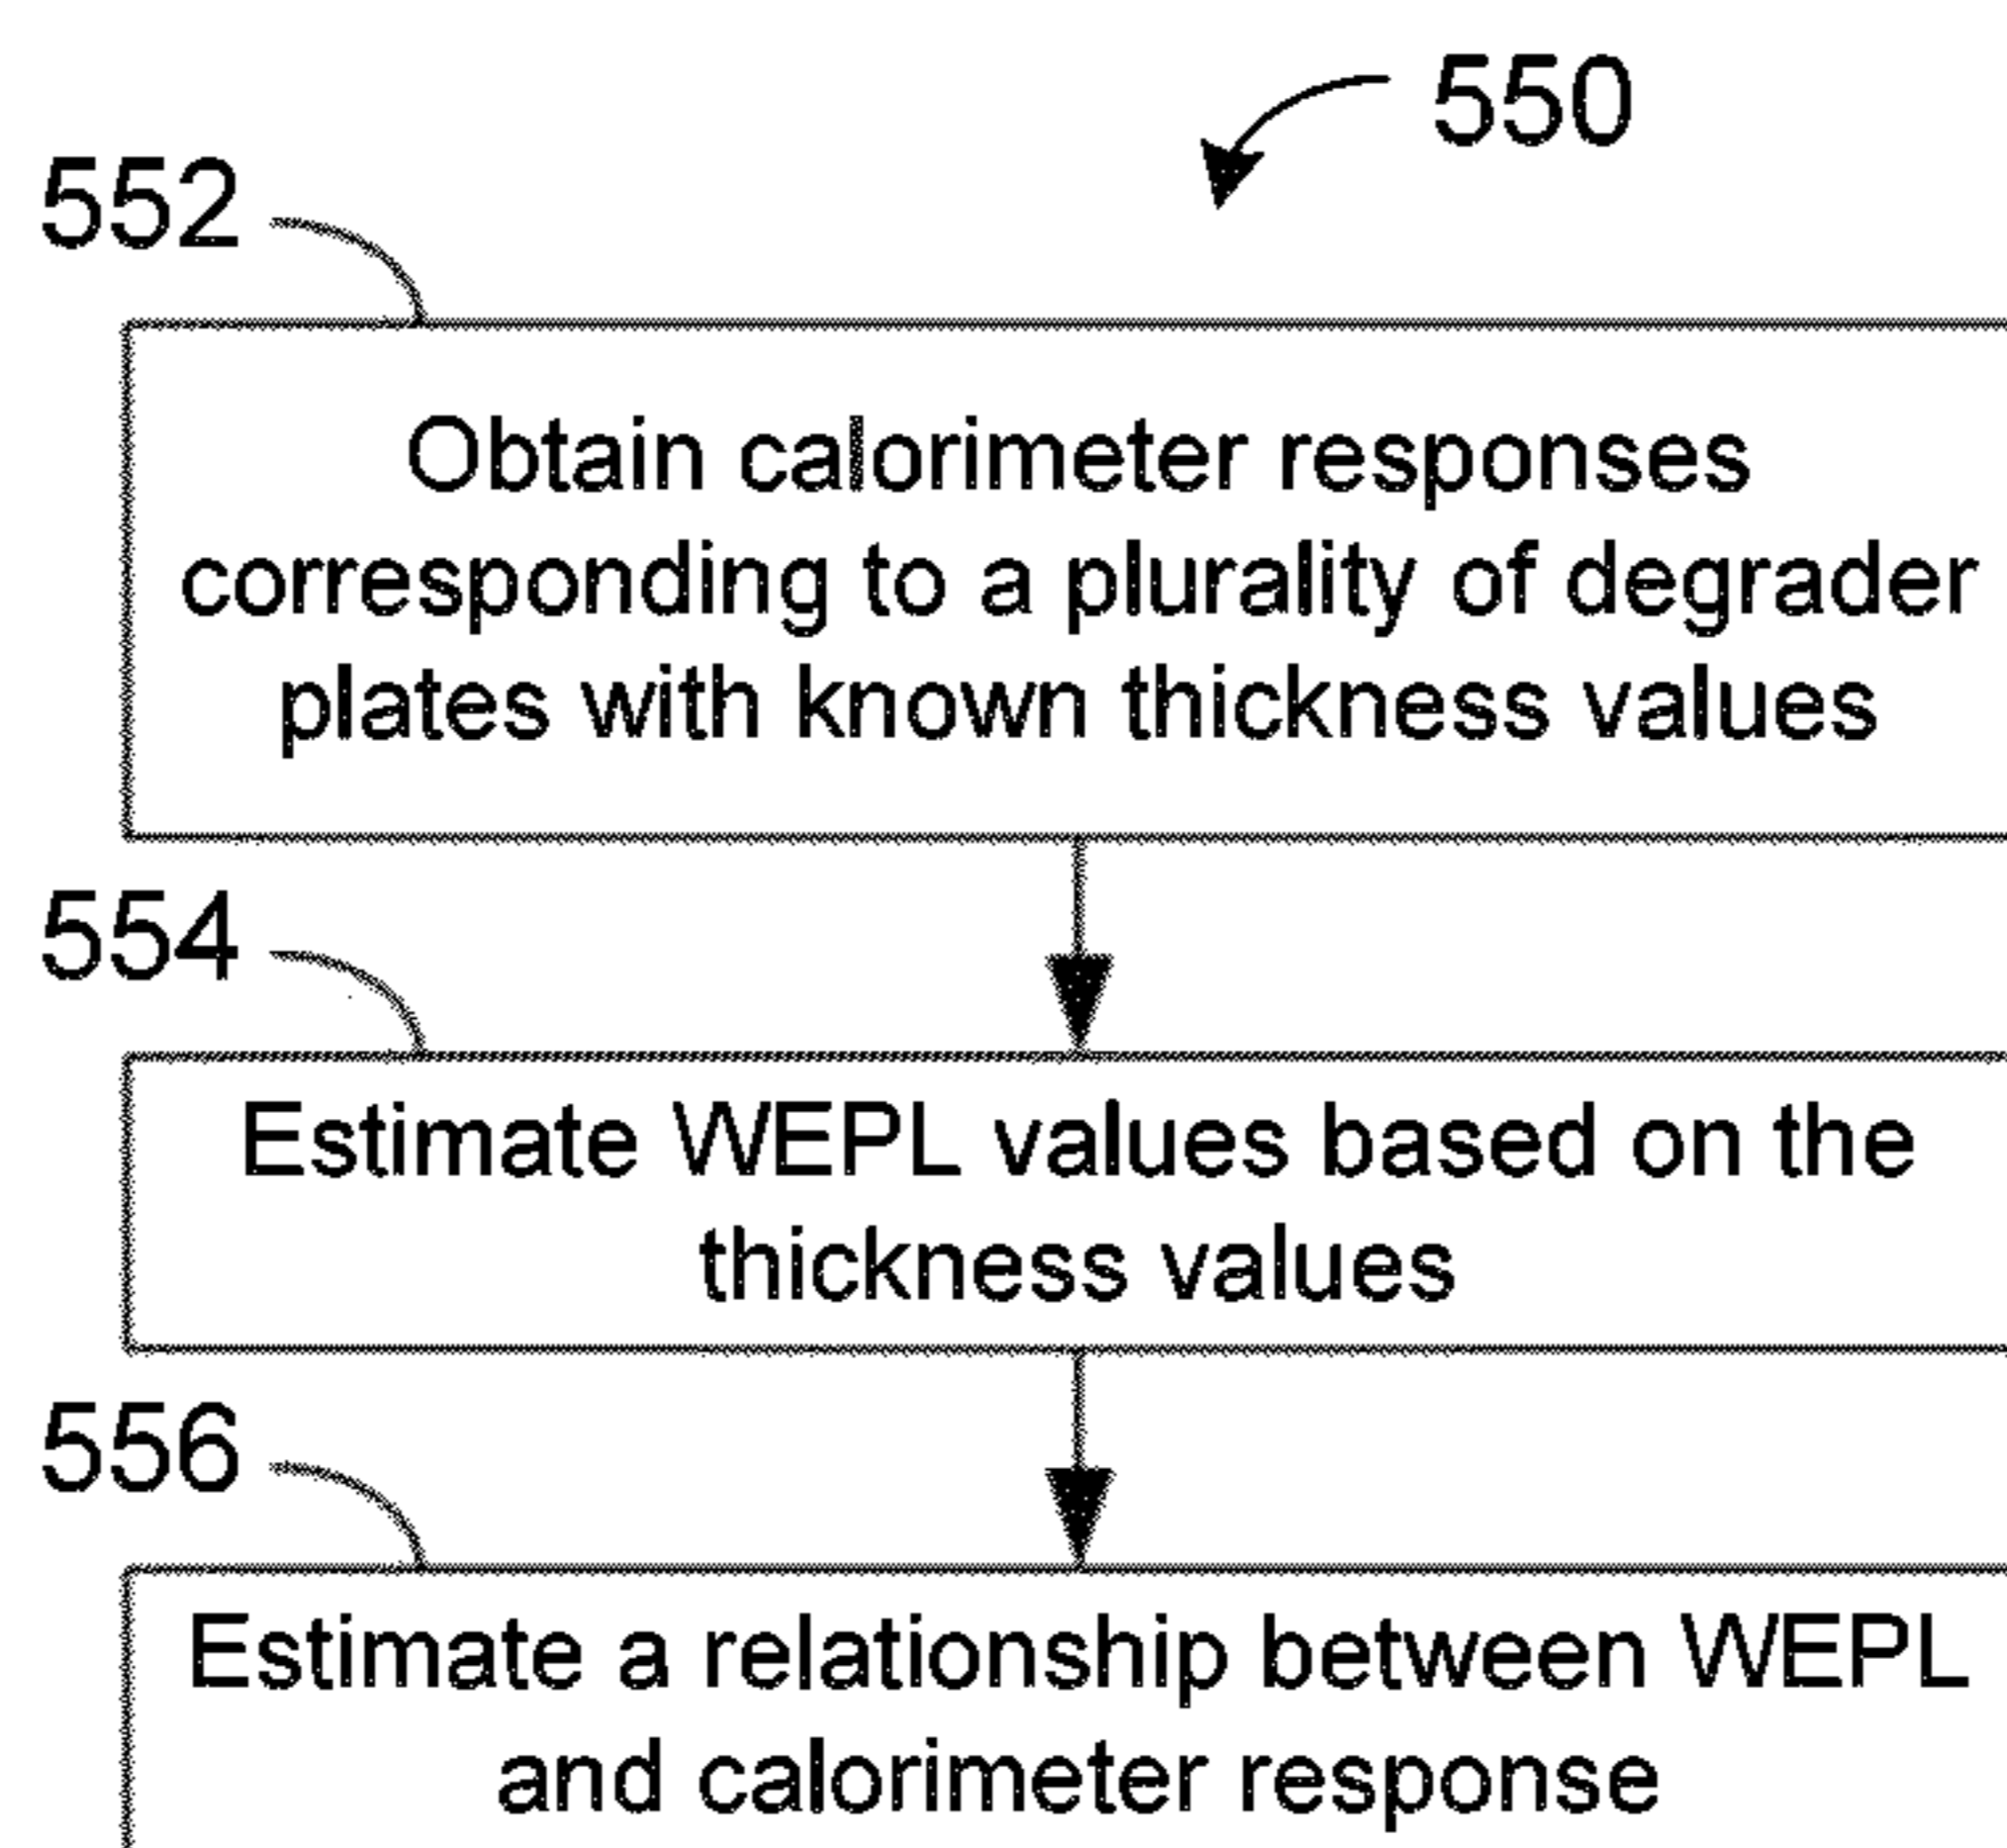 550
552
Obtain calorimeter responses
corresponding to a plurality of degrader
plates with known thickness values
554
Estimate WEPL values based on the
thickness values
556
Estimate a relationship between WEPL
and calorimeter response